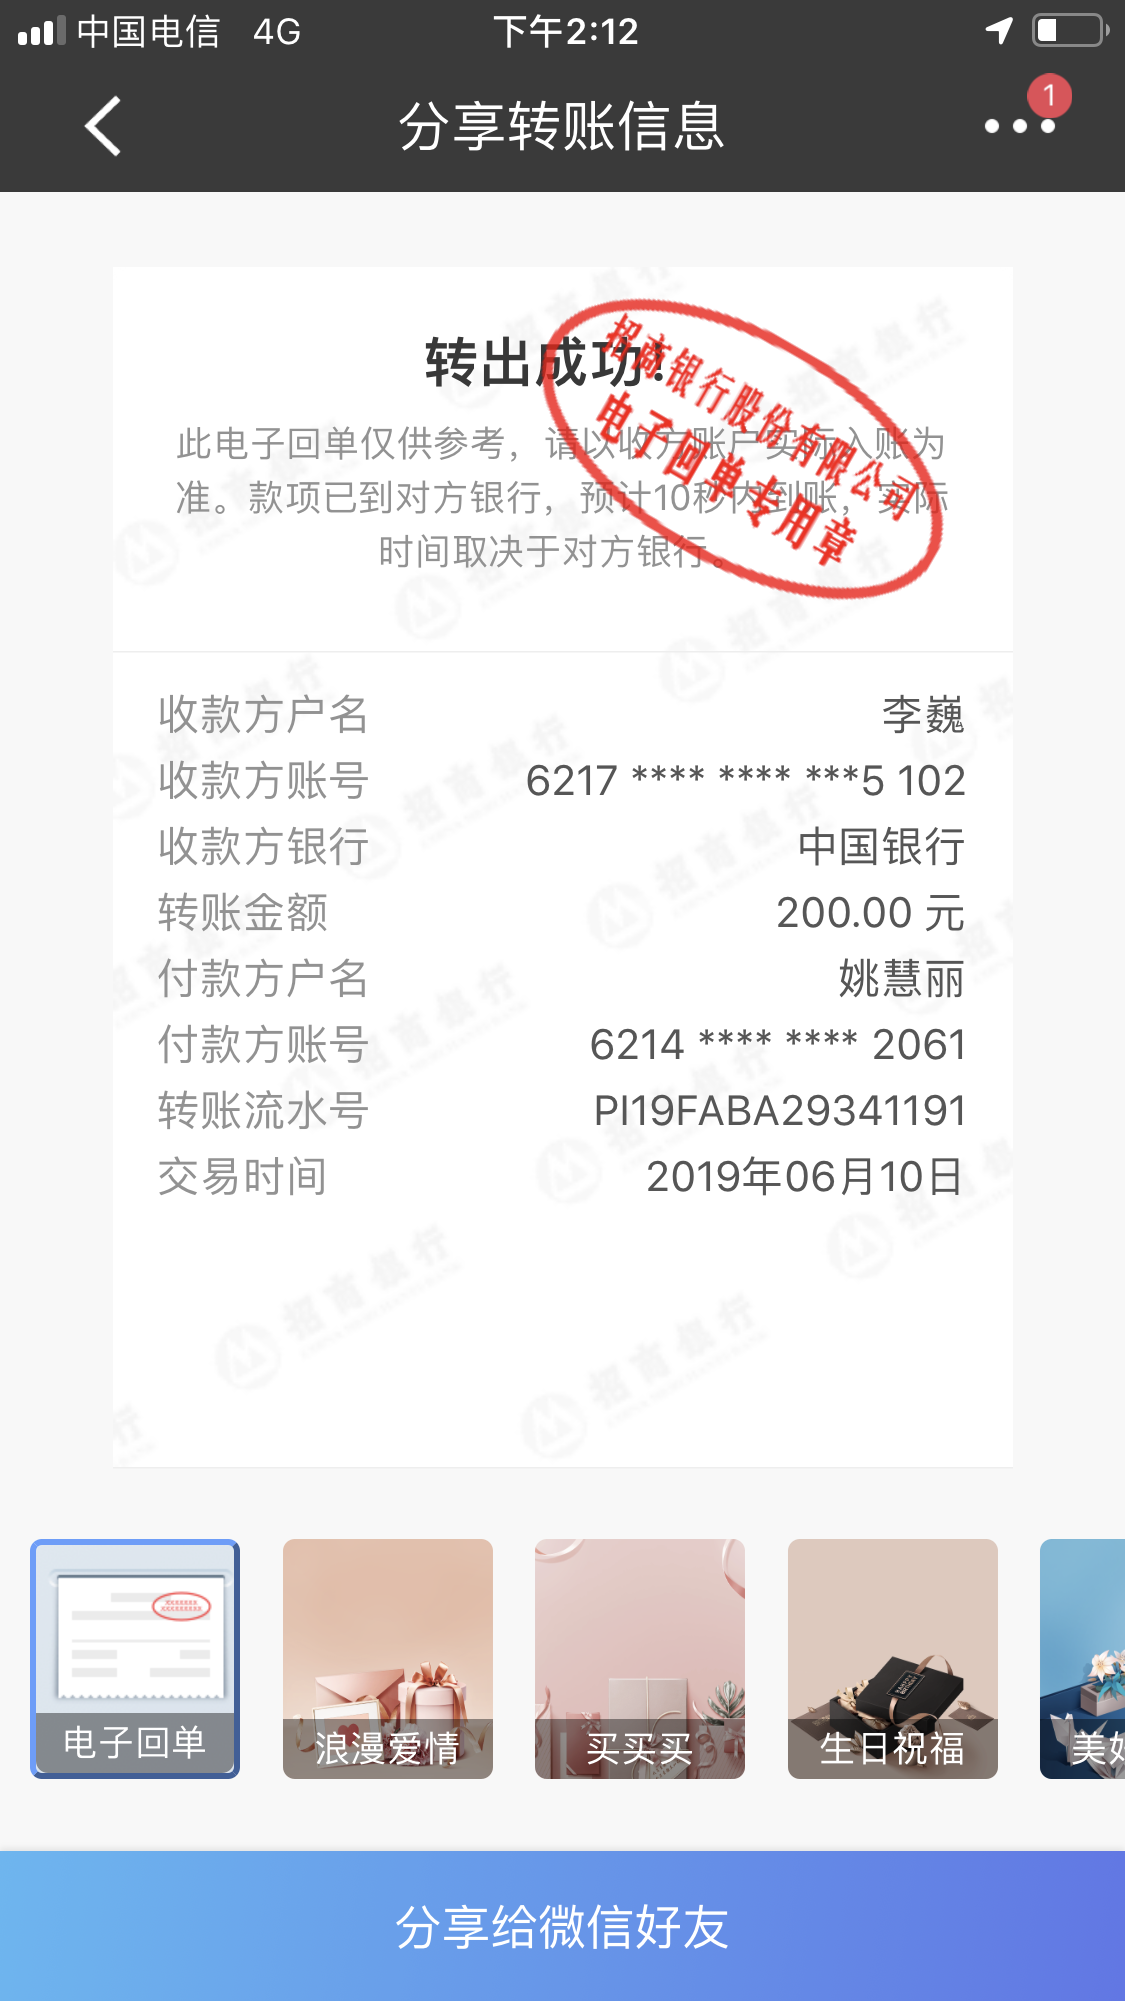 中国电信 4G 下午2:12
分享转账信息
1
转出成功!
招商银行股份有限公司
电子回单专用章
此电子回单仅供参考，请以收方账户实际入账为
准。款项已到对方银行，预计10秒内到账，实际
时间取决于对方银行。
收款方户名 李巍
收款方账号 6217 **** **** ***5 102
收款方银行 中国银行
转账金额 200.00 元
付款方户名 姚慧丽
付款方账号 6214 **** **** 2061
转账流水号 PI19FABA29341191
交易时间 2019年06月10日
招商银行
电子回单 浪漫爱情 买买买 生日祝福 美好
分享给微信好友